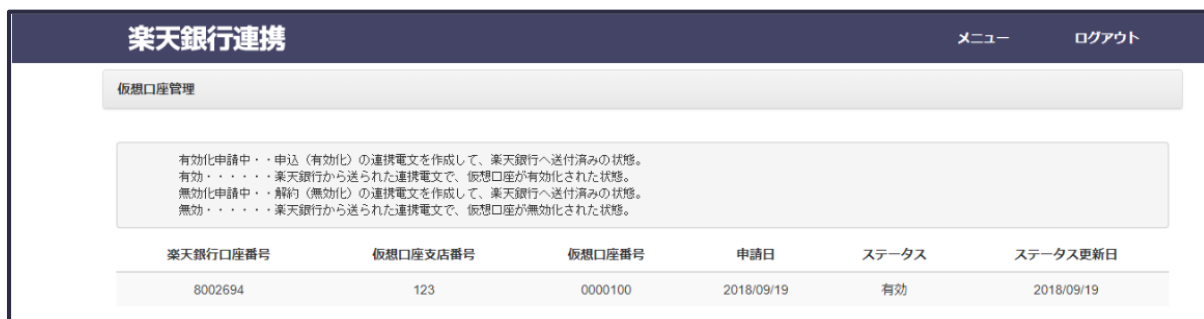 楽天銀行連携 メニュー ログアウト
仮想口座管理
有効化申請中・・申込（有効化）の連携電文を作成して、楽天銀行へ送付済みの状態。
有効・・・・・・楽天銀行から送られた連携電文で、仮想口座が有効化された状態。
無効化申請中・・解約（無効化）の連携電文を作成して、楽天銀行へ送付済みの状態。
無効・・・・・・楽天銀行から送られた連携電文で、仮想口座が無効化された状態。
楽天銀行口座番号 仮想口座支店番号 仮想口座番号 申請日 ステータス ステータス更新日
8002694 123 0000100 2018/09/19 有効 2018/09/19